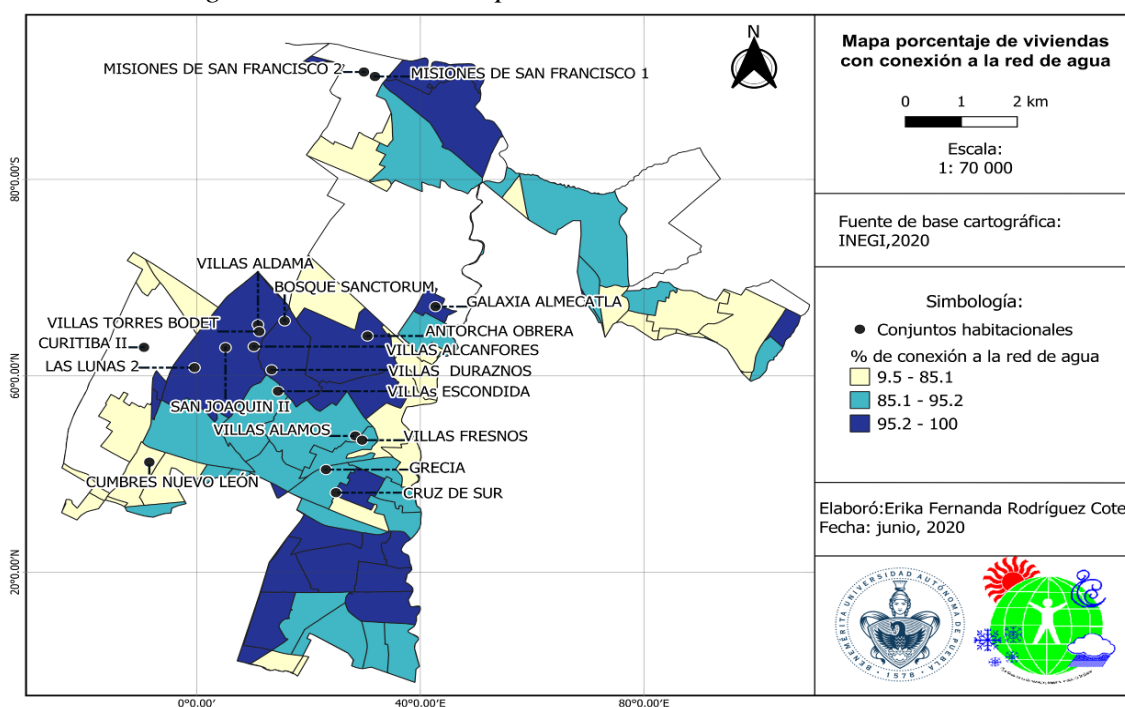 N
MISIONES DE SAN FRANCISCO 2
MISIONES DE SAN FRANCISCO 1
VILLAS ALDAMA
BOSQUE SANCTORUM
GALAXIA ALMECATLA
VILLAS TORRES BODET
ANTORCHA OBRERA
CURITIBA II
VILLAS ALCANFORES
LAS LUNAS 2
VILLAS DURAZNOS
VILLAS ESCONDIDA
SAN JOAQUIN II
VILLAS ALAMOS
VILLAS FRESNOS
GRECIA
CUMBRES NUEVO LEÓN
CRUZ DE SUR
80°0.00'S
60°0.00'N
20°0.00'N
0°0.00'E
40°0.00'E
80°0.00'E
Mapa porcentaje de viviendas
con conexión a la red de agua
0 1 2 km
Escala:
1: 70 000
Fuente de base cartográfica:
INEGI,2020
Simbología:
Conjuntos habitacionales
% de conexión a la red de agua
9.5 - 85.1
85.1 - 95.2
95.2 - 100
Elaboró:Erika Fernanda Rodríguez Cote
Fecha: junio, 2020
BENEMÉRITA UNIVERSIDAD AUTÓNOMA DE PUEBLA
1578